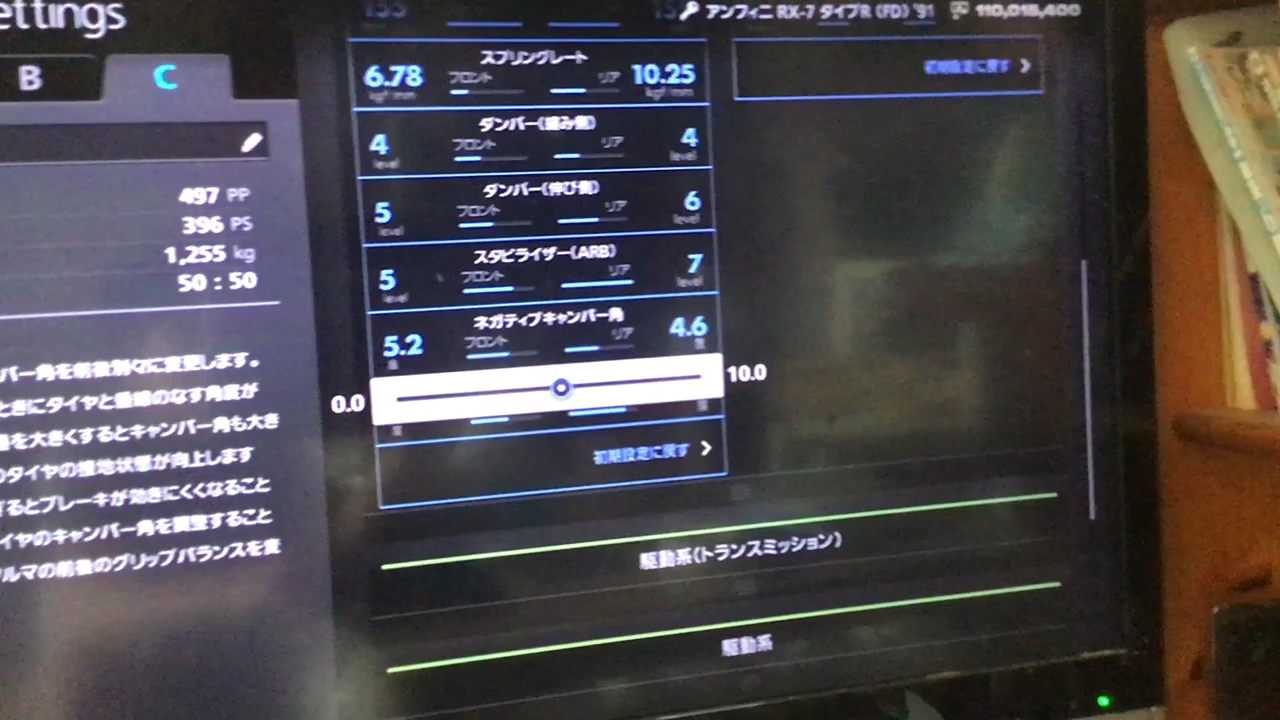 ettings
アンフィニ RX-7 タイプR (FD) '91
110,018,400
B
C
497 PP
396 PS
1,255 kg
50 : 50
バー角を前後別々に変更します。
ときにタイヤと垂線のなす角度が
量を大きくするとキャンバー角も大き
のタイヤの接地状態が向上します
ぎるとブレーキが効きにくくなること
イヤのキャンバー角を調整すること
クルマの前後のグリップバランスを変
155
スプリングレート
6.78 フロント リア 10.25
kgf/mm kgf/mm
ダンバー(縮み側)
4 フロント リア 4
level level
ダンバー(伸び側)
5 フロント リア 6
level level
スタビライザー(ARB)
5 フロント リア 7
level level
ネガティブキャンバー角
5.2 フロント リア 4.6
度 度
0.0 10.0
度 度
初期設定に戻す
初期設定に戻す
駆動系(トランスミッション)
駆動系